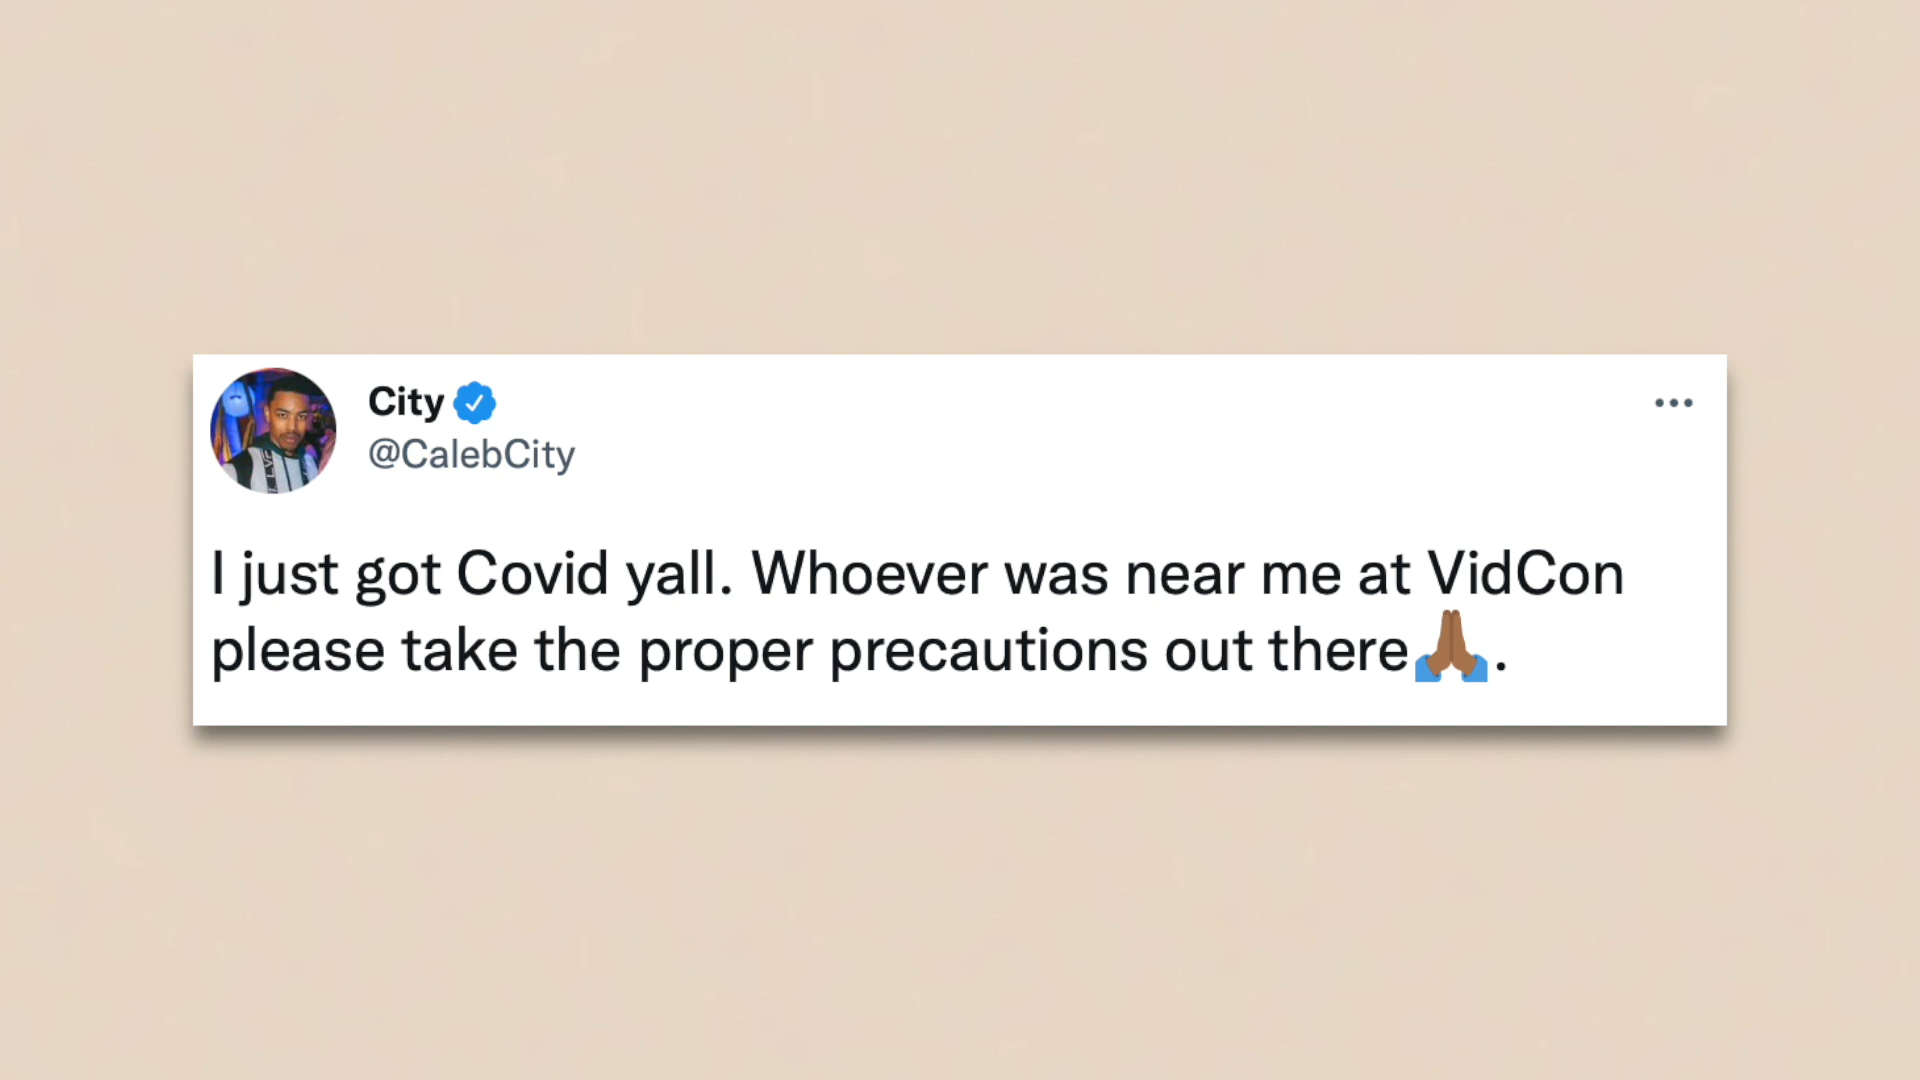 City
@CalebCity
I just got Covid yall. Whoever was near me at VidCon
please take the proper precautions out there🙏🏾.